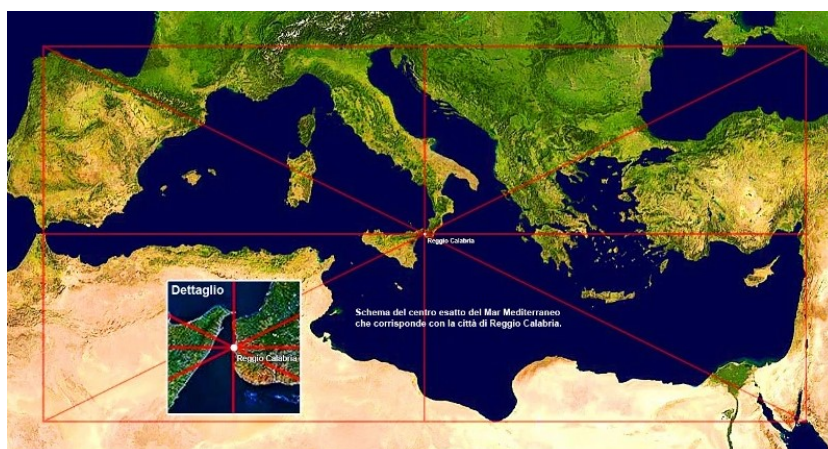 Reggio Calabria
Dettaglio
Reggio Calabria
Schema del centro esatto del Mar Mediterraneo
che corrisponde con la città di Reggio Calabria.